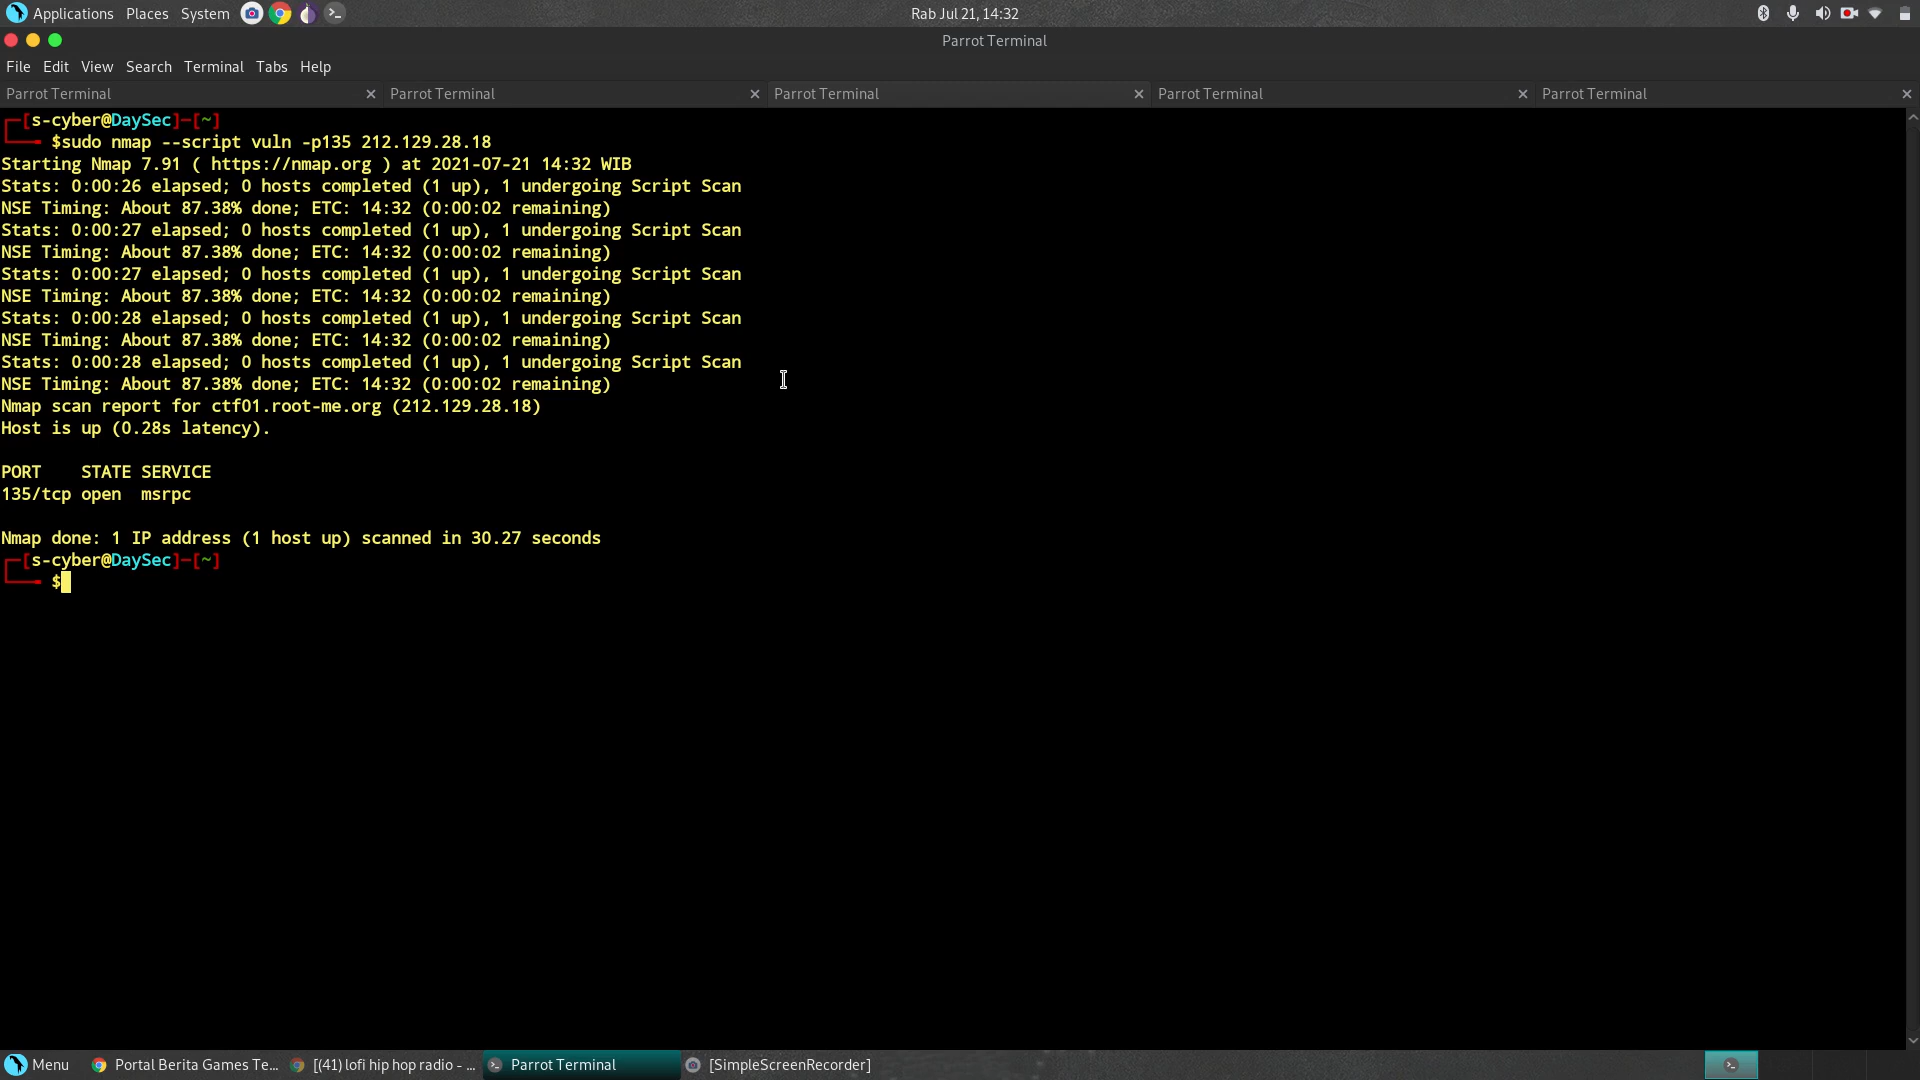 Applications Places System
Rab Jul 21, 14:32
Parrot Terminal
File Edit View Search Terminal Tabs Help
Parrot Terminal Parrot Terminal Parrot Terminal Parrot Terminal Parrot Terminal
[s-cyber@DaySec]-[~]
$sudo nmap --script vuln -p135 212.129.28.18
Starting Nmap 7.91 ( https://nmap.org ) at 2021-07-21 14:32 WIB
Stats: 0:00:26 elapsed; 0 hosts completed (1 up), 1 undergoing Script Scan
NSE Timing: About 87.38% done; ETC: 14:32 (0:00:02 remaining)
Stats: 0:00:27 elapsed; 0 hosts completed (1 up), 1 undergoing Script Scan
NSE Timing: About 87.38% done; ETC: 14:32 (0:00:02 remaining)
Stats: 0:00:27 elapsed; 0 hosts completed (1 up), 1 undergoing Script Scan
NSE Timing: About 87.38% done; ETC: 14:32 (0:00:02 remaining)
Stats: 0:00:28 elapsed; 0 hosts completed (1 up), 1 undergoing Script Scan
NSE Timing: About 87.38% done; ETC: 14:32 (0:00:02 remaining)
Stats: 0:00:28 elapsed; 0 hosts completed (1 up), 1 undergoing Script Scan
NSE Timing: About 87.38% done; ETC: 14:32 (0:00:02 remaining)
Nmap scan report for ctf01.root-me.org (212.129.28.18)
Host is up (0.28s latency).
PORT    STATE SERVICE
135/tcp open  msrpc
Nmap done: 1 IP address (1 host up) scanned in 30.27 seconds
[s-cyber@DaySec]-[~]
$
Menu Portal Berita Games Te... [(41) lofi hip hop radio - ... Parrot Terminal [SimpleScreenRecorder]